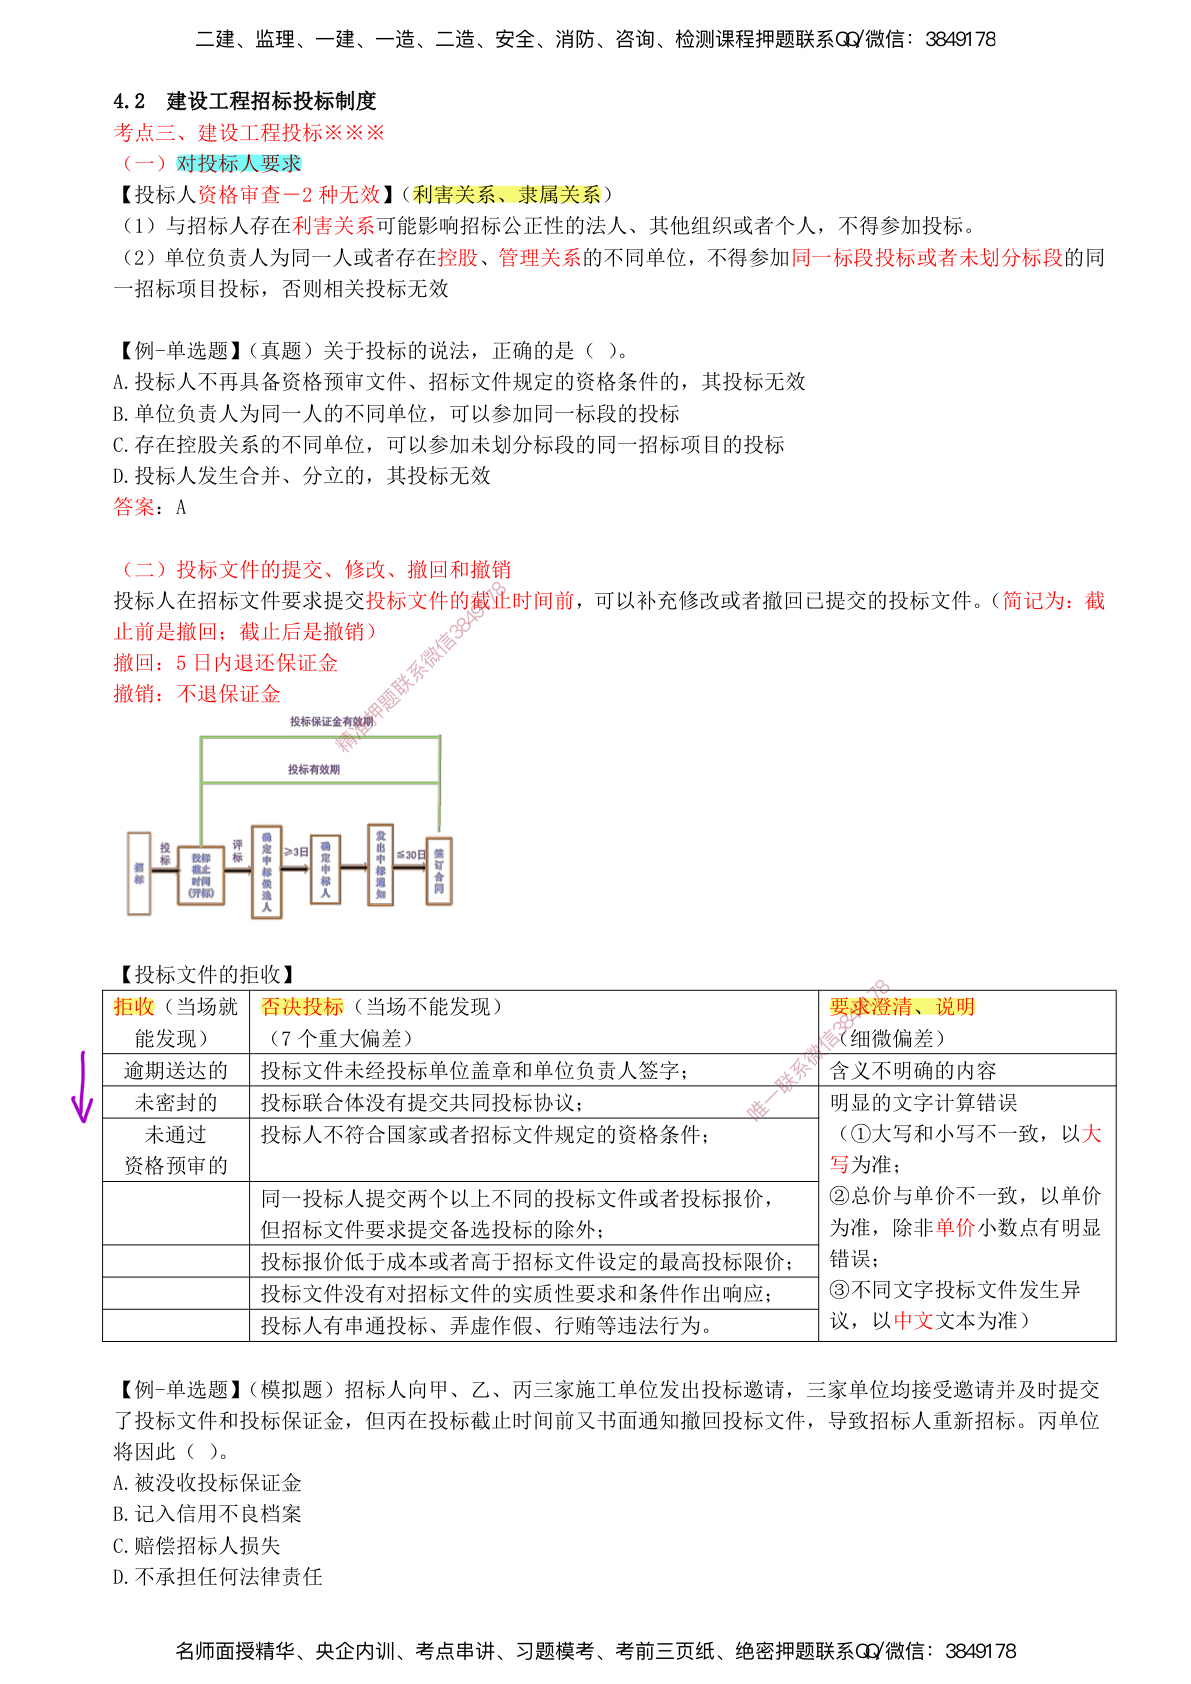 二建、监理、一建、一造、二造、安全、消防、咨询、检测课程押题联系QQ/微信：3849178
4.2 建设工程招标投标制度
考点三、建设工程投标※※※
（一）对投标人要求
【投标人资格审查－2 种无效】（利害关系、隶属关系）
（1）与招标人存在利害关系可能影响招标公正性的法人、其他组织或者个人，不得参加投标。
（2）单位负责人为同一人或者存在控股、管理关系的不同单位，不得参加同一标段投标或者未划分标段的同
一招标项目投标，否则相关投标无效
【例-单选题】（真题）关于投标的说法，正确的是（ ）。
A.投标人不再具备资格预审文件、招标文件规定的资格条件的，其投标无效
B.单位负责人为同一人的不同单位，可以参加同一标段的投标
C.存在控股关系的不同单位，可以参加未划分标段的同一招标项目的投标
D.投标人发生合并、分立的，其投标无效
答案：A
（二）投标文件的提交、修改、撤回和撤销
投标人在招标文件要求提交投标文件的截止时间前，可以补充修改或者撤回已提交的投标文件。（简记为：截
止前是撤回；截止后是撤销）
撤回：5 日内退还保证金
撤销：不退保证金
精准押题联系微信3849178
投标保证金有效期
投标有效期
招标
投标
投标截止时间(开标)
评标
确定中标候选人
≥3日
确定中标人
发出中标通知
≤30日
签订合同
【投标文件的拒收】
拒收（当场就
能发现）
否决投标（当场不能发现）
（7 个重大偏差）
要求澄清、说明
（细微偏差）
逾期送达的
投标文件未经投标单位盖章和单位负责人签字；
含义不明确的内容
未密封的
投标联合体没有提交共同投标协议；
明显的文字计算错误
（①大写和小写不一致，以大
写为准；
②总价与单价不一致，以单价
为准，除非单价小数点有明显
错误；
③不同文字投标文件发生异
议，以中文文本为准）
未通过
资格预审的
投标人不符合国家或者招标文件规定的资格条件；
同一投标人提交两个以上不同的投标文件或者投标报价，
但招标文件要求提交备选投标的除外；
投标报价低于成本或者高于招标文件设定的最高投标限价；
投标文件没有对招标文件的实质性要求和条件作出响应；
投标人有串通投标、弄虚作假、行贿等违法行为。
唯一联系微信3849178
【例-单选题】（模拟题）招标人向甲、乙、丙三家施工单位发出投标邀请，三家单位均接受邀请并及时提交
了投标文件和投标保证金，但丙在投标截止时间前又书面通知撤回投标文件，导致招标人重新招标。丙单位
将因此（ ）。
A.被没收投标保证金
B.记入信用不良档案
C.赔偿招标人损失
D.不承担任何法律责任
名师面授精华、央企内训、考点串讲、习题模考、考前三页纸、绝密押题联系QQ/微信：3849178